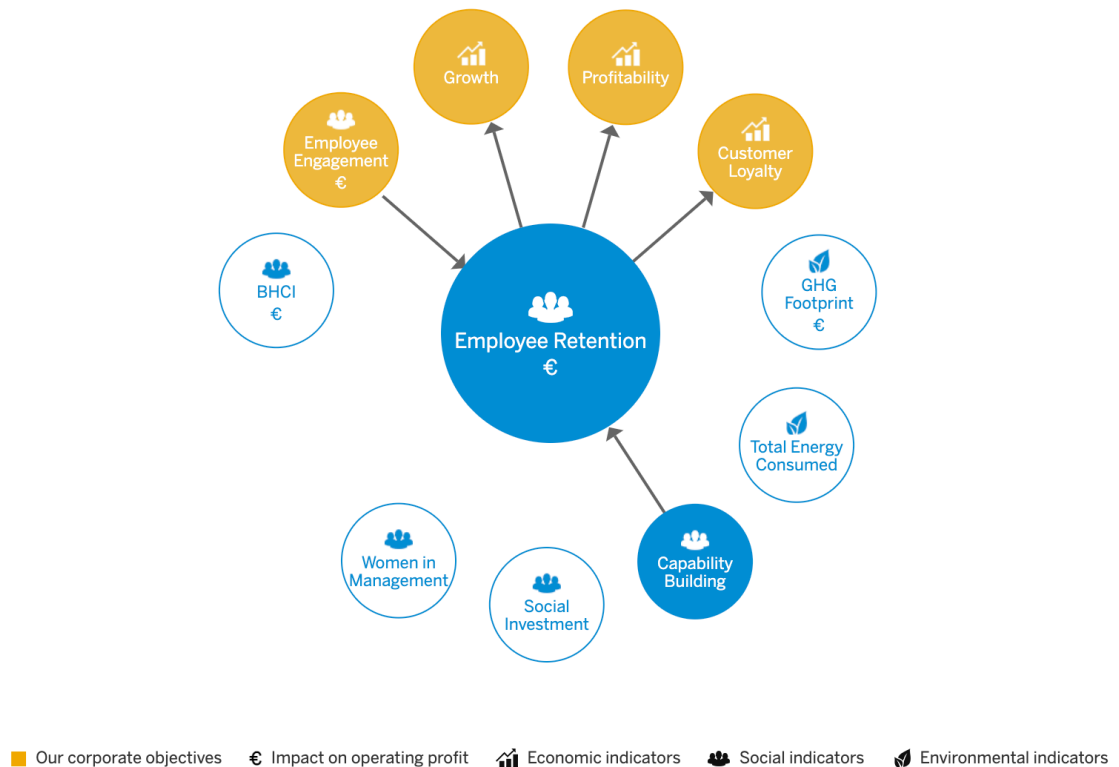 Growth
Profitability
Employee
Engagement
€
Customer
Loyalty
BHCI
€
GHG
Footprint
€
Employee Retention
€
Total Energy
Consumed
Women in
Management
Social
Investment
Capability
Building
Our corporate objectives € Impact on operating profit Economic indicators Social indicators Environmental indicators